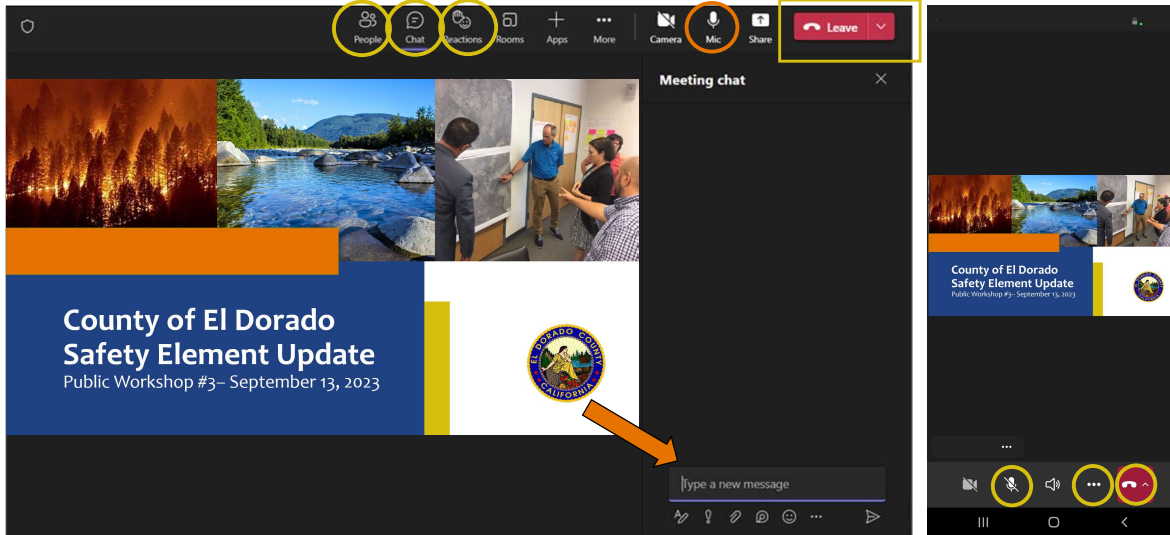 People
Chat
Reactions
Rooms
Apps
More
Camera
Mic
Share
Leave
Meeting chat
County of El Dorado
Safety Element Update
Public Workshop #3– September 13, 2023
EL DORADO COUNTY
CALIFORNIA
Type a new message
County of El Dorado
Safety Element Update
Public Workshop #3– September 13, 2023